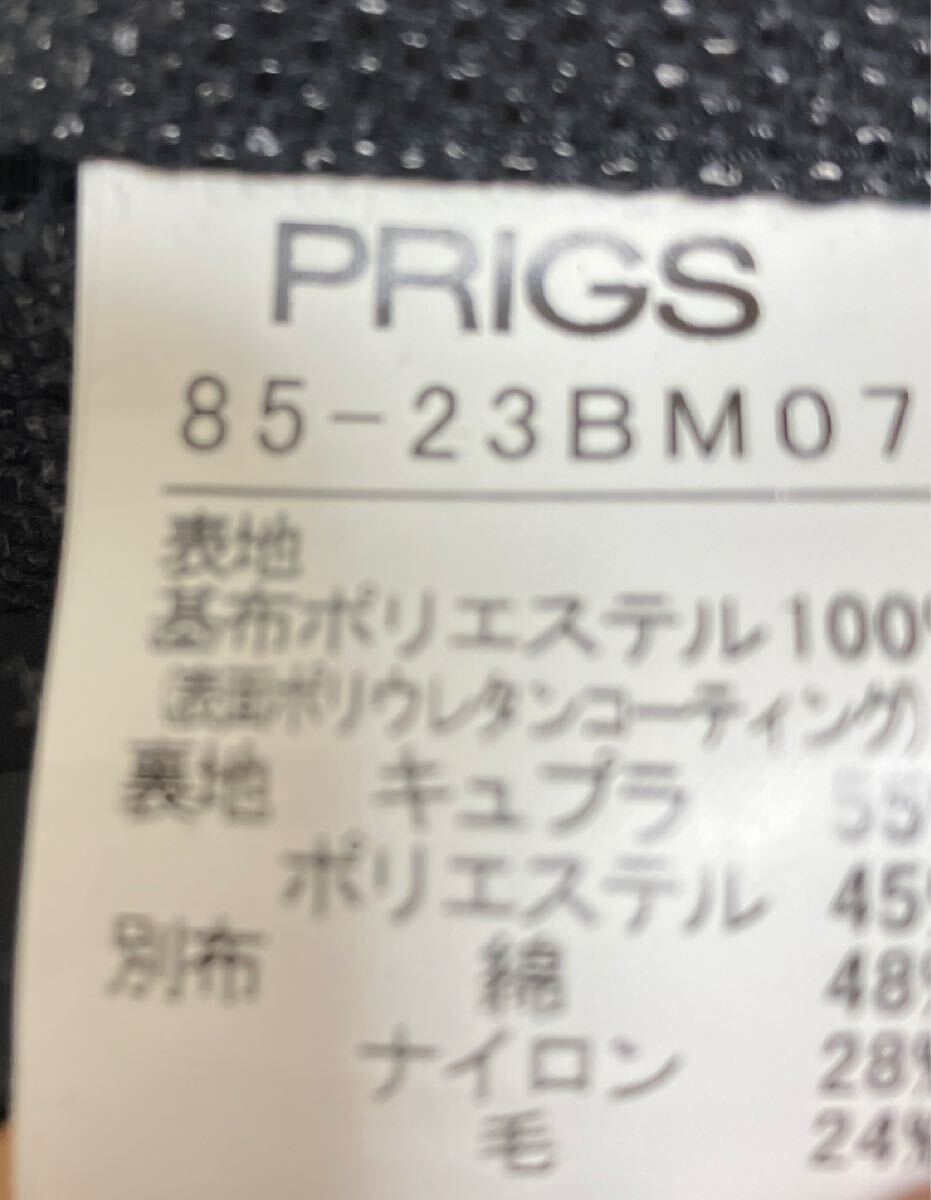 PRIGS
85-23BM07
表地
基布ポリエステル100%
(表面ポリウレタンコーティング)
裏地 キュプラ 55%
ポリエステル 45%
別布 綿 48%
ナイロン 28%
毛 24%